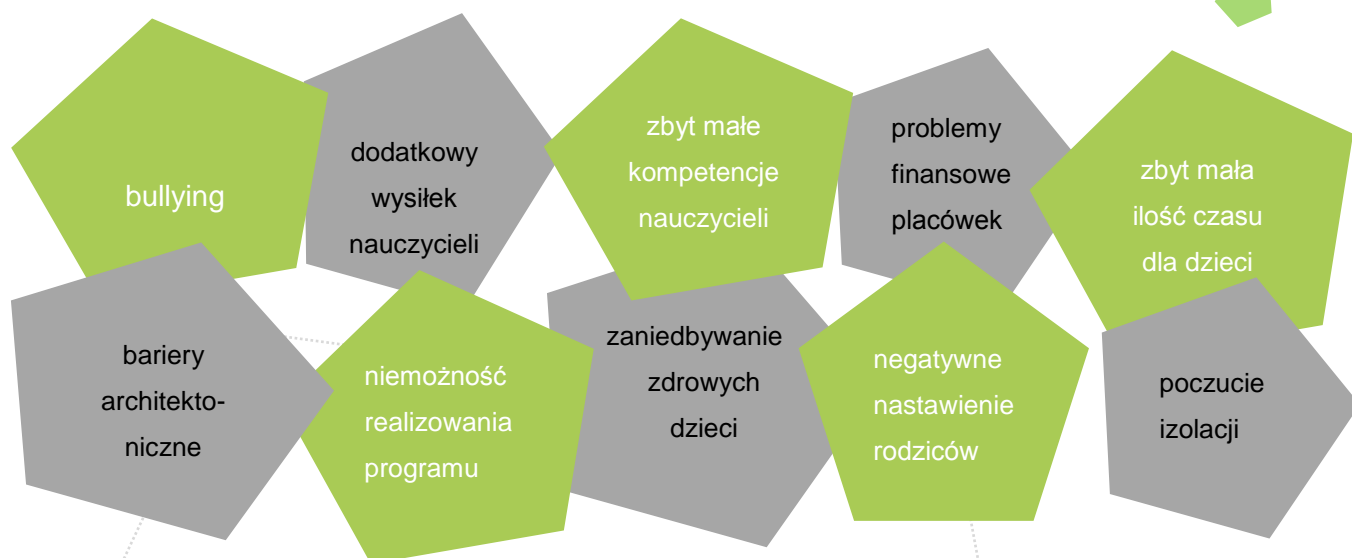 bullying
dodatkowy
wysiłek
nauczycieli
zbyt małe
kompetencje
nauczycieli
problemy
finansowe
placówek
zbyt mała
ilość czasu
dla dzieci
bariery
architekto-
niczne
niemożność
realizowania
programu
zaniedbywanie
zdrowych
dzieci
negatywne
nastawienie
rodziców
poczucie
izolacji